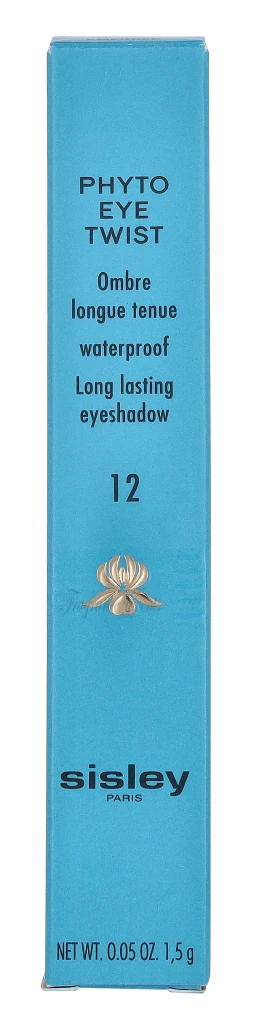 PHYTO
EYE
TWIST
Ombre
longue tenue
waterproof
Long lasting
eyeshadow
12
sisley
PARIS
NET WT. 0.05 OZ. 1,5 g